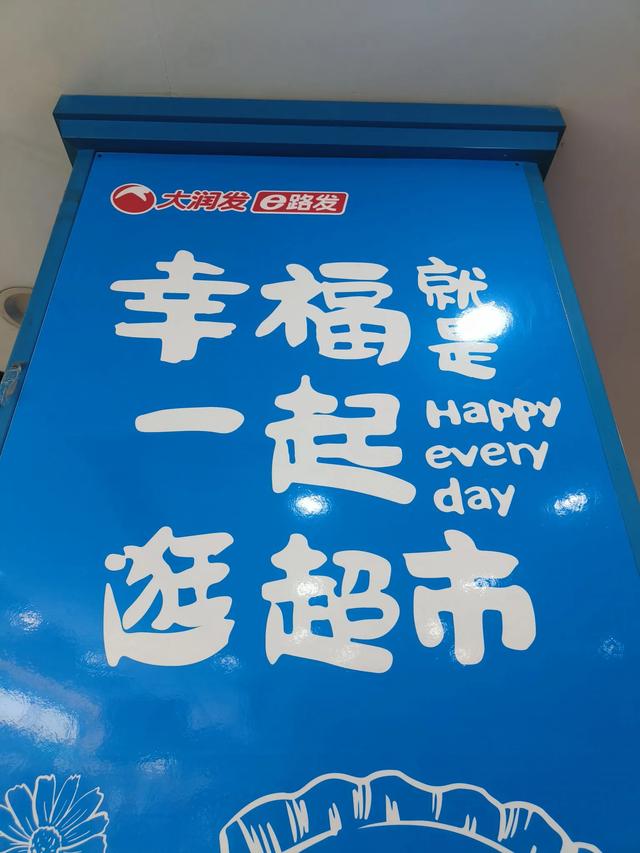 大润发 e路发
幸福就是
一起
Happy
every
day
逛超市